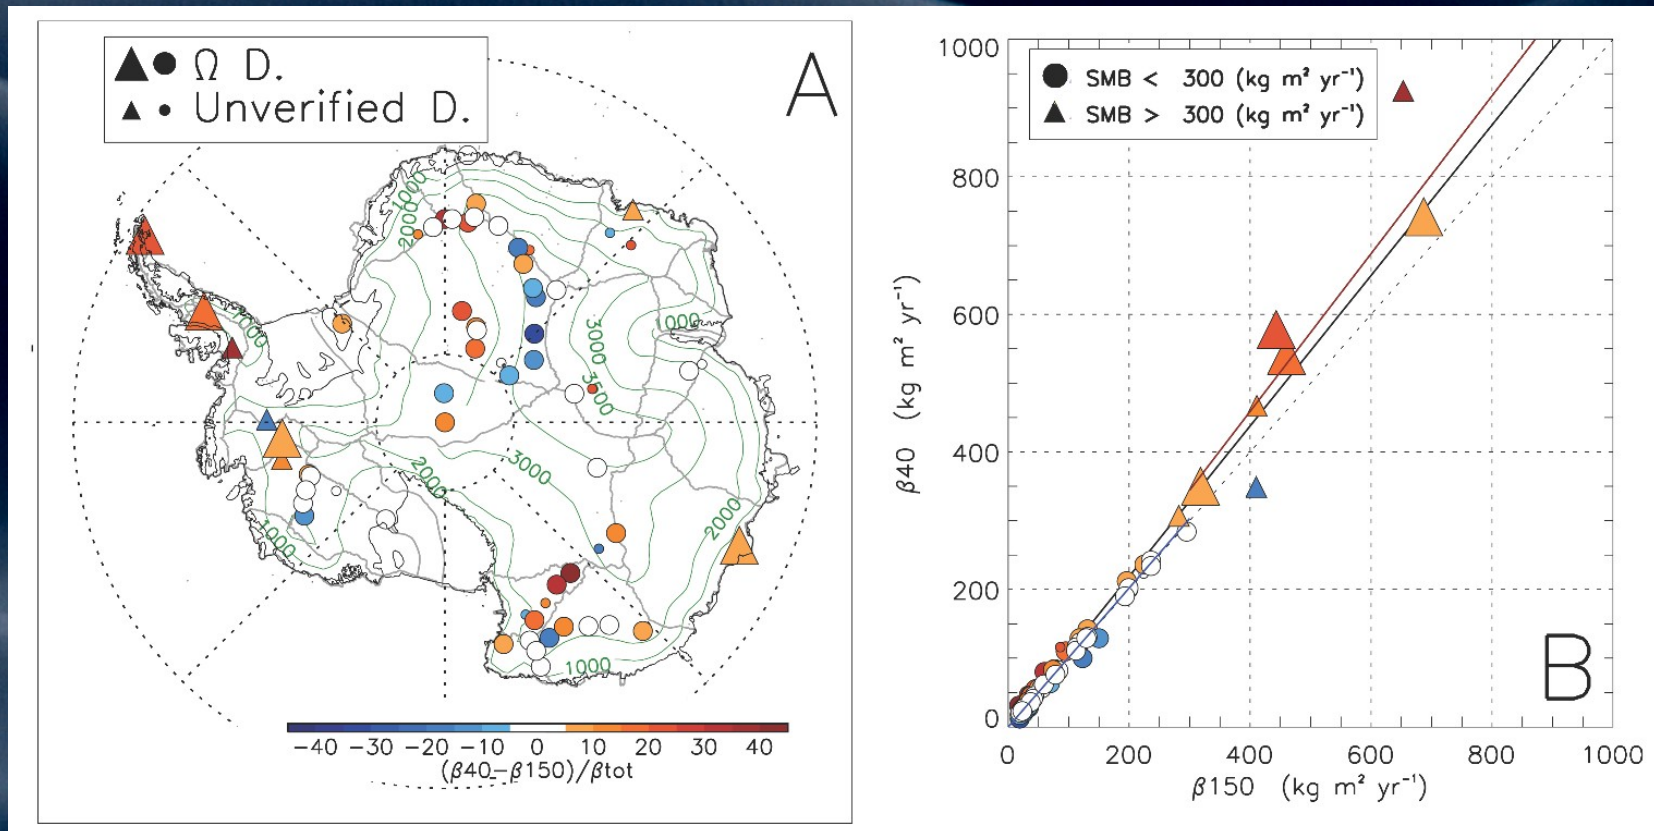 Ω D.
Unverified D.
A
1000
2000
1000
1000
3000
3500
3000
2000
2000
1000
1000
-40 -30 -20 -10 0 10 20 30 40
(β40-β150)/βtot
SMB < 300 (kg m² yr⁻¹)
SMB > 300 (kg m² yr⁻¹)
1000
800
600
400
200
0
β40 (kg m² yr⁻¹)
B
0 200 400 600 800 1000
β150 (kg m² yr⁻¹)